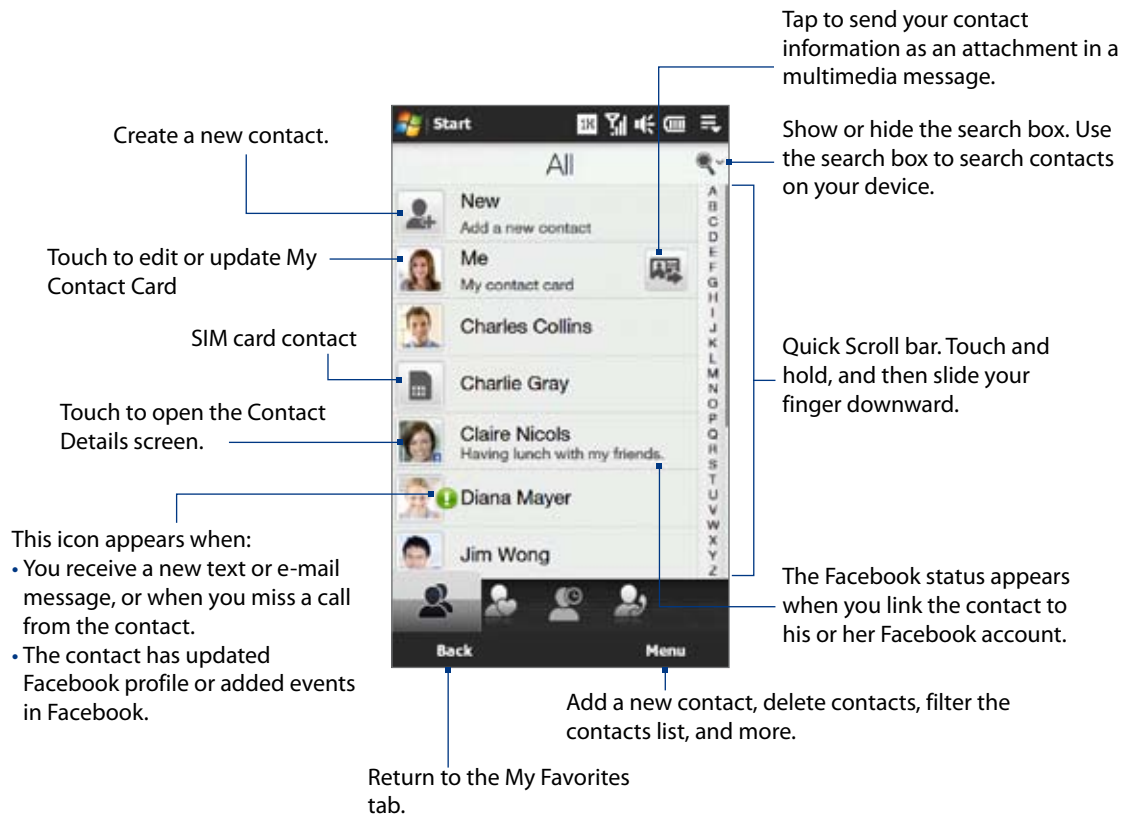 Tap to send your contact
information as an attachment in a
multimedia message.
Create a new contact.
Show or hide the search box. Use
the search box to search contacts
on your device.
Touch to edit or update My
Contact Card
SIM card contact
Touch to open the Contact
Details screen.
Quick Scroll bar. Touch and
hold, and then slide your
finger downward.
This icon appears when:
• You receive a new text or e-mail
message, or when you miss a call
from the contact.
• The contact has updated
Facebook profile or added events
in Facebook.
The Facebook status appears
when you link the contact to
his or her Facebook account.
Add a new contact, delete contacts, filter the
contacts list, and more.
Return to the My Favorites
tab.
Start
1X
All
New
Add a new contact
Me
My contact card
Charles Collins
Charlie Gray
Claire Nicols
Having lunch with my friends.
Diana Mayer
Jim Wong
A
B
C
D
E
F
G
H
I
J
K
L
M
N
O
P
Q
R
S
T
U
V
W
X
Y
Z
Back
Menu